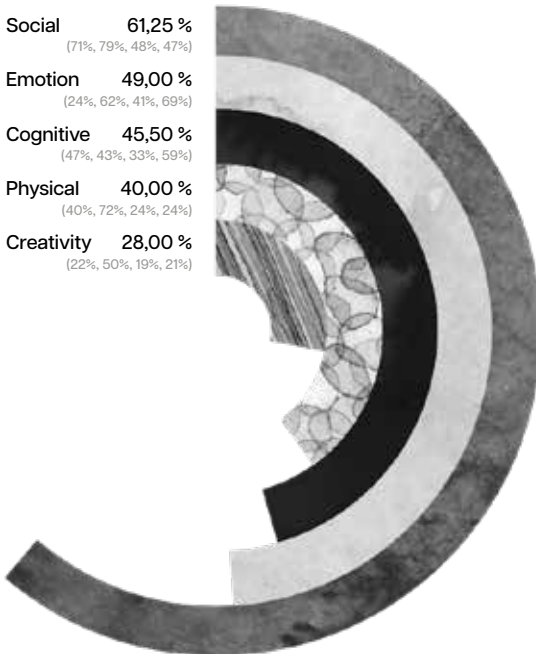 Social 61,25 %
(71%, 79%, 48%, 47%)
Emotion 49,00 %
(24%, 62%, 41%, 69%)
Cognitive 45,50 %
(47%, 43%, 33%, 59%)
Physical 40,00 %
(40%, 72%, 24%, 24%)
Creativity 28,00 %
(22%, 50%, 19%, 21%)